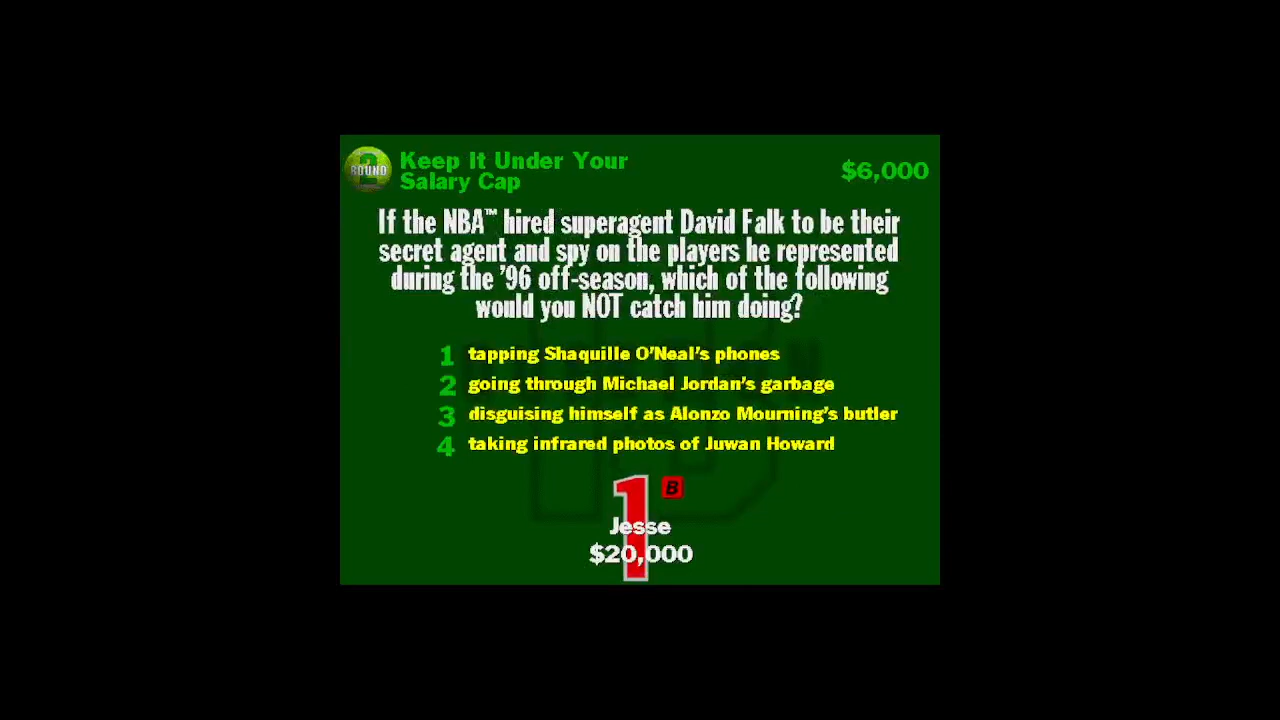 2
ROUND
Keep It Under Your
Salary Cap
$6,000
If the NBA™ hired superagent David Falk to be their
secret agent and spy on the players he represented
during the '96 off-season, which of the following
would you NOT catch him doing?
1 tapping Shaquille O'Neal's phones
2 going through Michael Jordan's garbage
3 disguising himself as Alonzo Mourning's butler
4 taking infrared photos of Juwan Howard
1 B
Jesse
$20,000